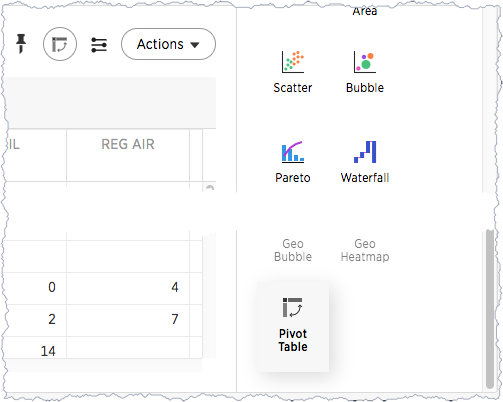 Area
Actions
Scatter
Bubble
IL
REG AIR
Pareto
Waterfall
Geo
Bubble
Geo
Heatmap
0
4
2
7
14
Pivot
Table